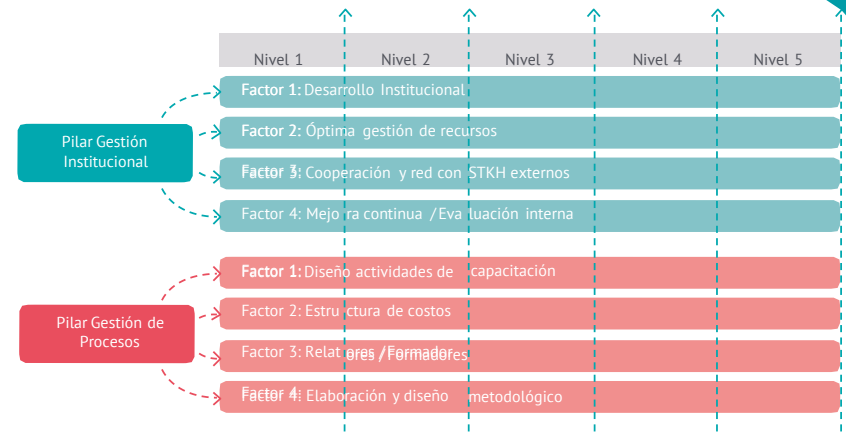 Nivel 1 Nivel 2 Nivel 3 Nivel 4 Nivel 5
Pilar Gestión
Institucional
Factor 1: Desarrollo Institucional
Factor 2: Óptima gestión de recursos
Factor 3: Cooperación y red con STKH externos
Factor 4: Mejora continua / Evaluación interna
Pilar Gestión de
Procesos
Factor 1: Diseño actividades de capacitación
Factor 2: Estructura de costos
Factor 3: Relatores / Formadores
Factor 4: Elaboración y diseño metodológico